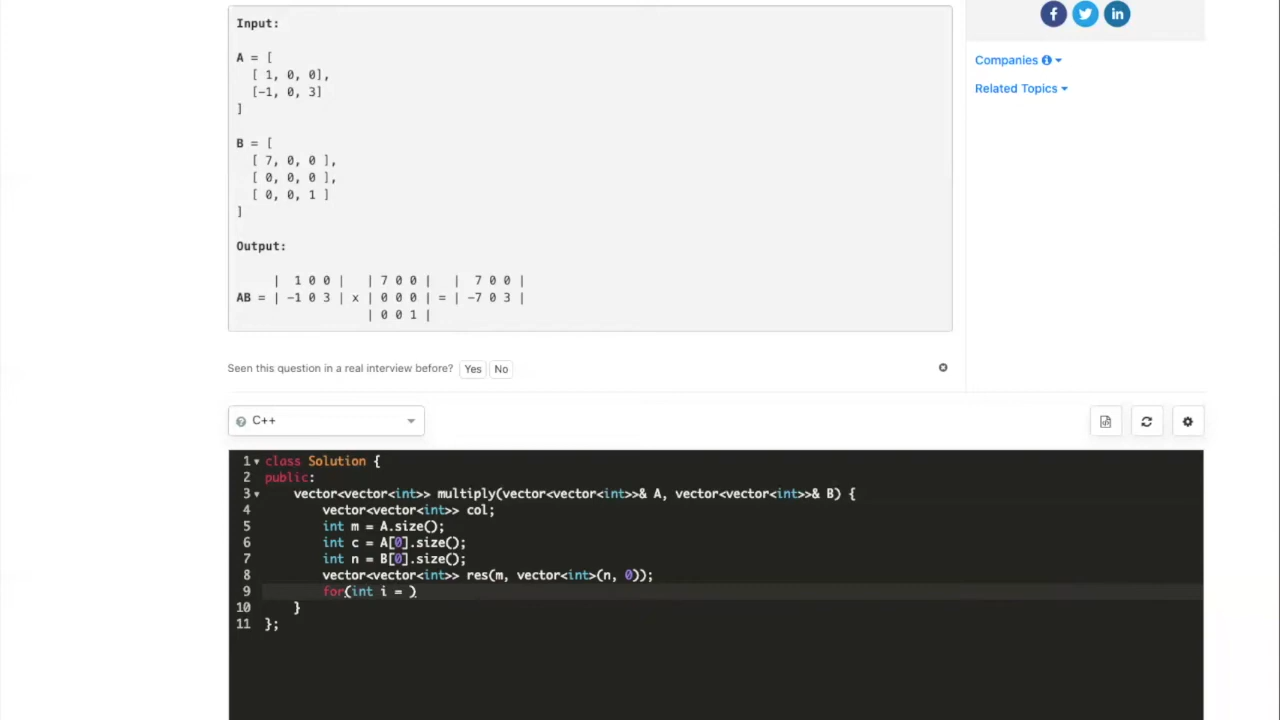 Input:
A = [
  [ 1, 0, 0],
  [-1, 0, 3]
]
B = [
  [ 7, 0, 0 ],
  [ 0, 0, 0 ],
  [ 0, 0, 1 ]
]
Output:
     |  1 0 0 |   | 7 0 0 |   |  7 0 0 |
AB = | -1 0 3 | x | 0 0 0 | = | -7 0 3 |
                  | 0 0 1 |
Companies
Related Topics
Seen this question in a real interview before? Yes No
C++
1 class Solution {
2 public:
3     vector<vector<int>> multiply(vector<vector<int>>& A, vector<vector<int>>& B) {
4         vector<vector<int>> col;
5         int m = A.size();
6         int c = A[0].size();
7         int n = B[0].size();
8         vector<vector<int>> res(m, vector<int>(n, 0));
9         for(int i = )
10     }
11 };